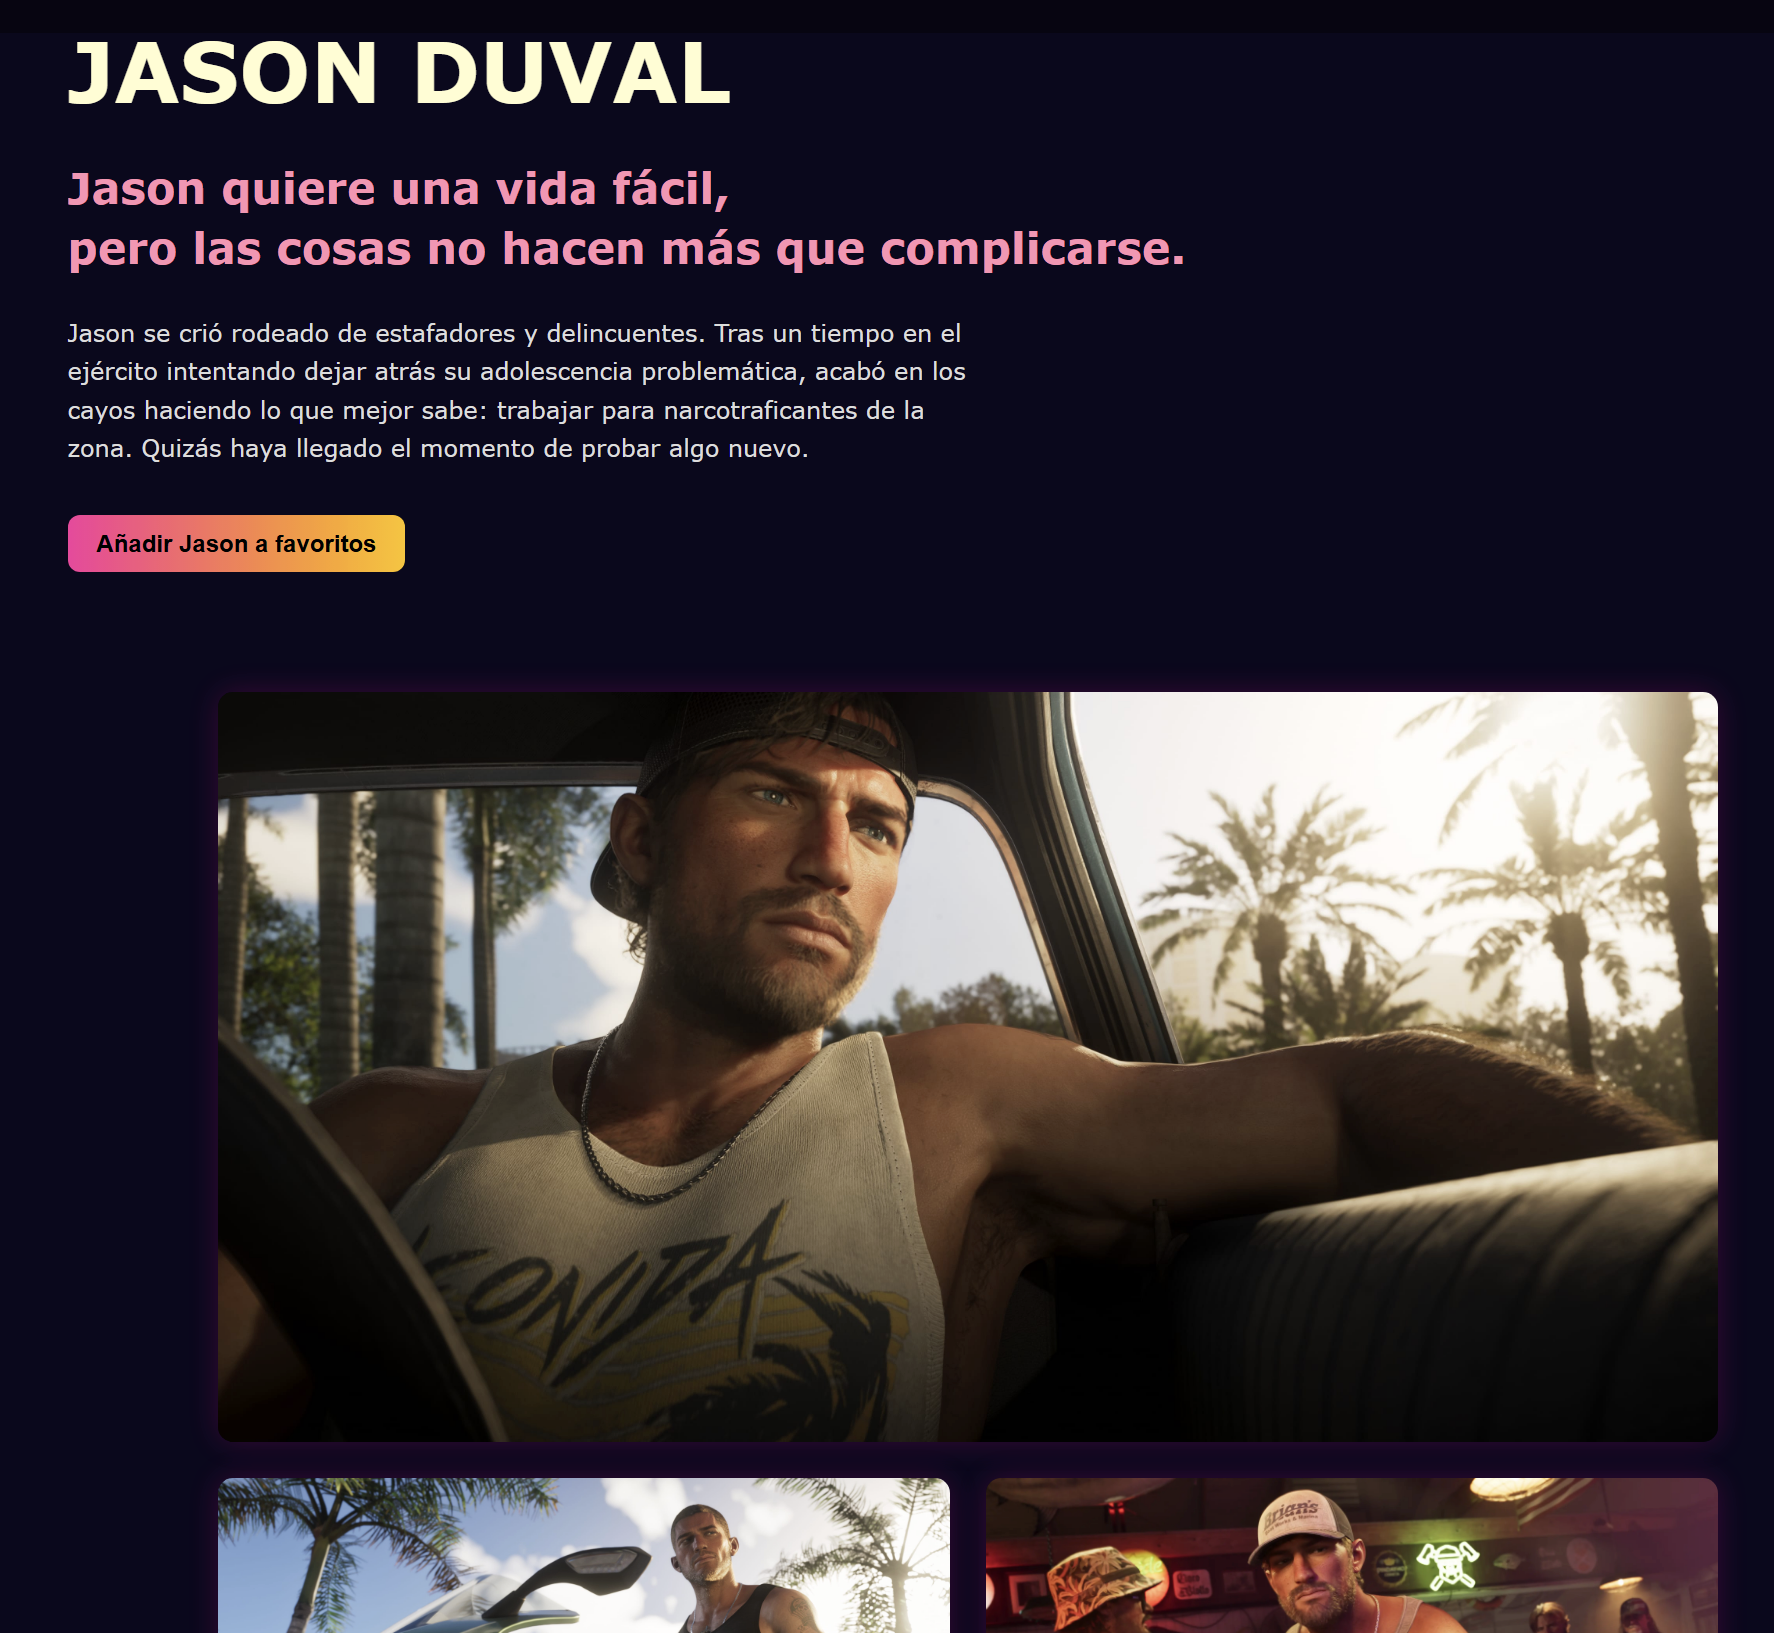 JASON DUVAL
Jason quiere una vida fácil,
pero las cosas no hacen más que complicarse.
Jason se crió rodeado de estafadores y delincuentes. Tras un tiempo en el
ejército intentando dejar atrás su adolescencia problemática, acabó en los
cayos haciendo lo que mejor sabe: trabajar para narcotraficantes de la
zona. Quizás haya llegado el momento de probar algo nuevo.
Añadir Jason a favoritos
EONIDA
Brian's